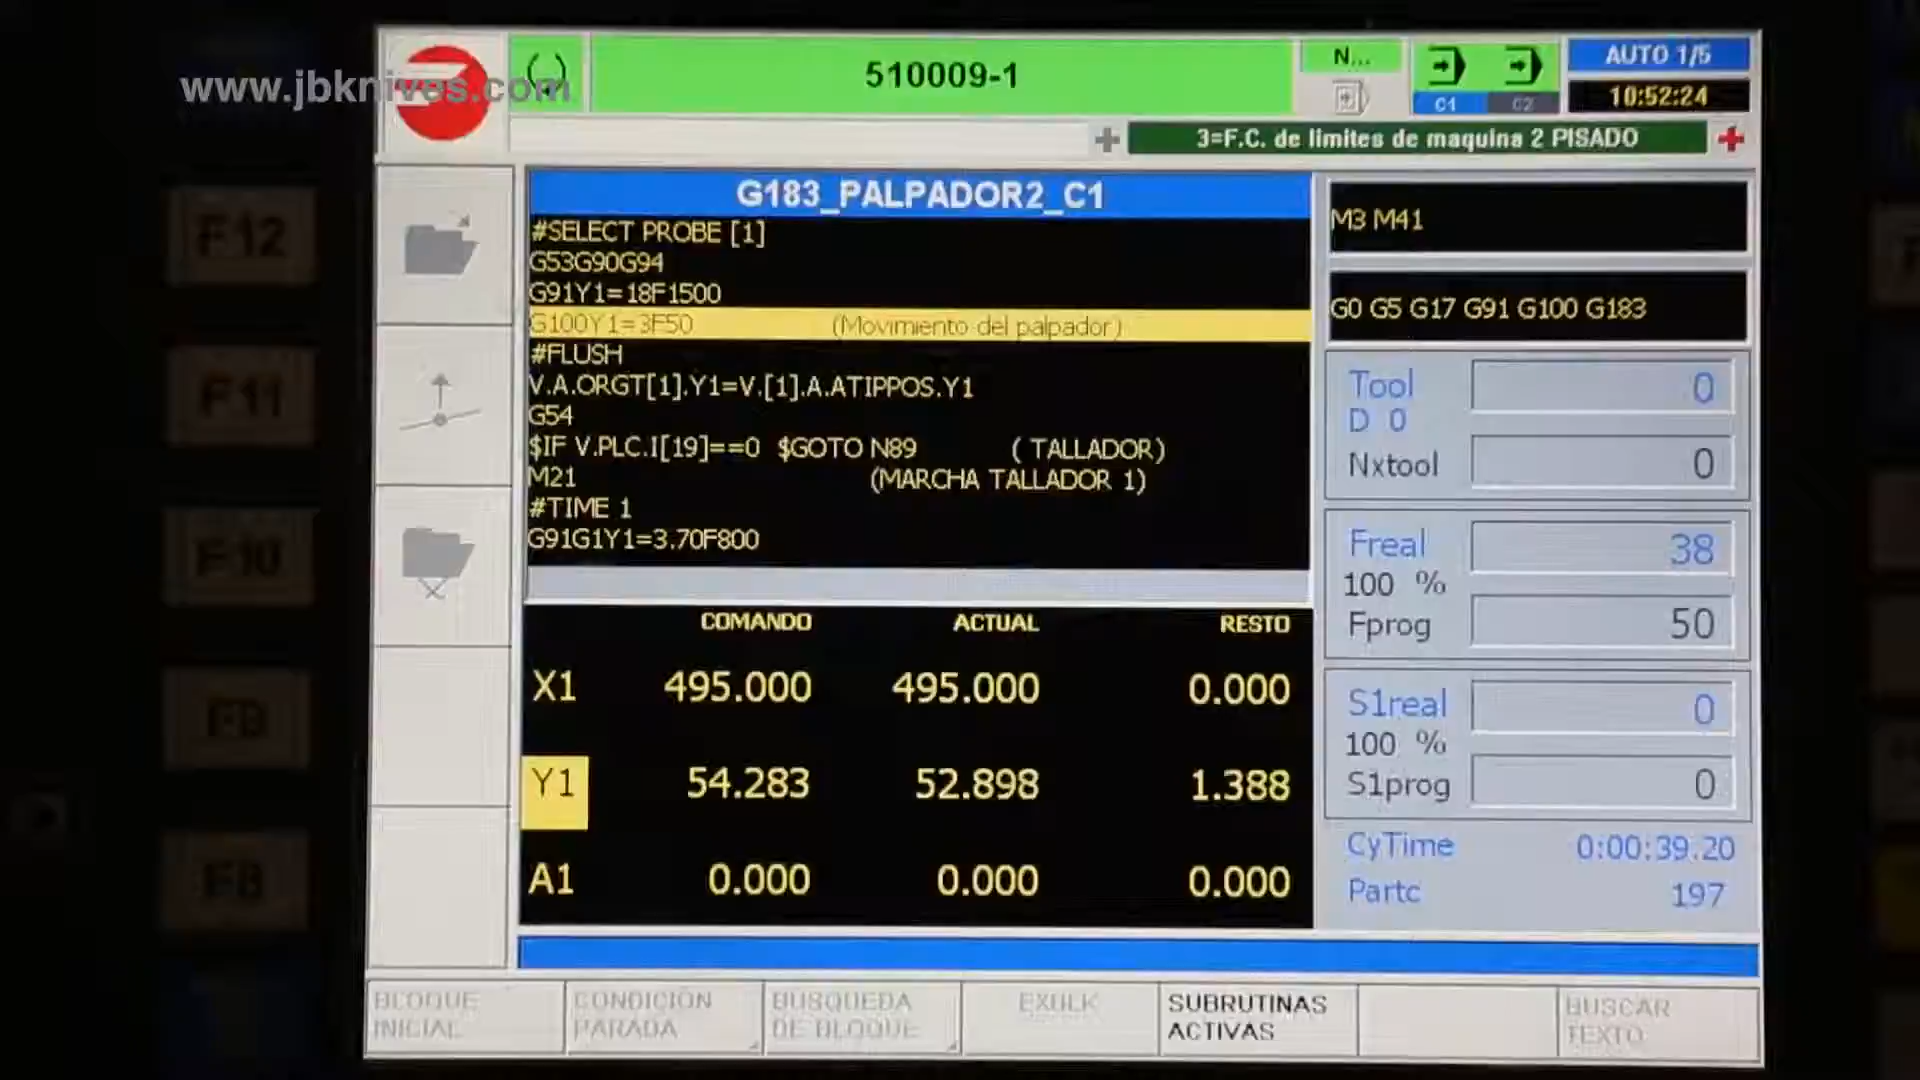 www.jbknives.com
510009-1
N...
C1
C2
AUTO 1/5
10:52:24
3=F.C. de limites de maquina 2 PISADO
G183_PALPADOR2_C1
#SELECT PROBE [1]
G53G90G94
G91Y1=18F1500
G100Y1=3F50 (Movimiento del palpador)
#FLUSH
V.A.ORGT[1].Y1=V.[1].A.ATIPPOS.Y1
G54
$IF V.PLC.I[19]==0 $GOTO N89 ( TALLADOR)
M21 (MARCHA TALLADOR 1)
#TIME 1
G91G1Y1=3.70F800
M3 M41
G0 G5 G17 G91 G100 G183
Tool 0
D 0
Nxtool 0
Freal 38
100 %
Fprog 50
S1real 0
100 %
S1prog 0
CyTime 0:00:39.20
Partc 197
COMANDO ACTUAL RESTO
X1 495.000 495.000 0.000
Y1 54.283 52.898 1.388
A1 0.000 0.000 0.000
F12
F11
F10
F9
F8
BLOQUE
INICIAL
CONDICIÓN
PARADA
BUSQUEDA
DE BLOQUE
EXBLK
SUBRUTINAS
ACTIVAS
BUSCAR
TEXTO